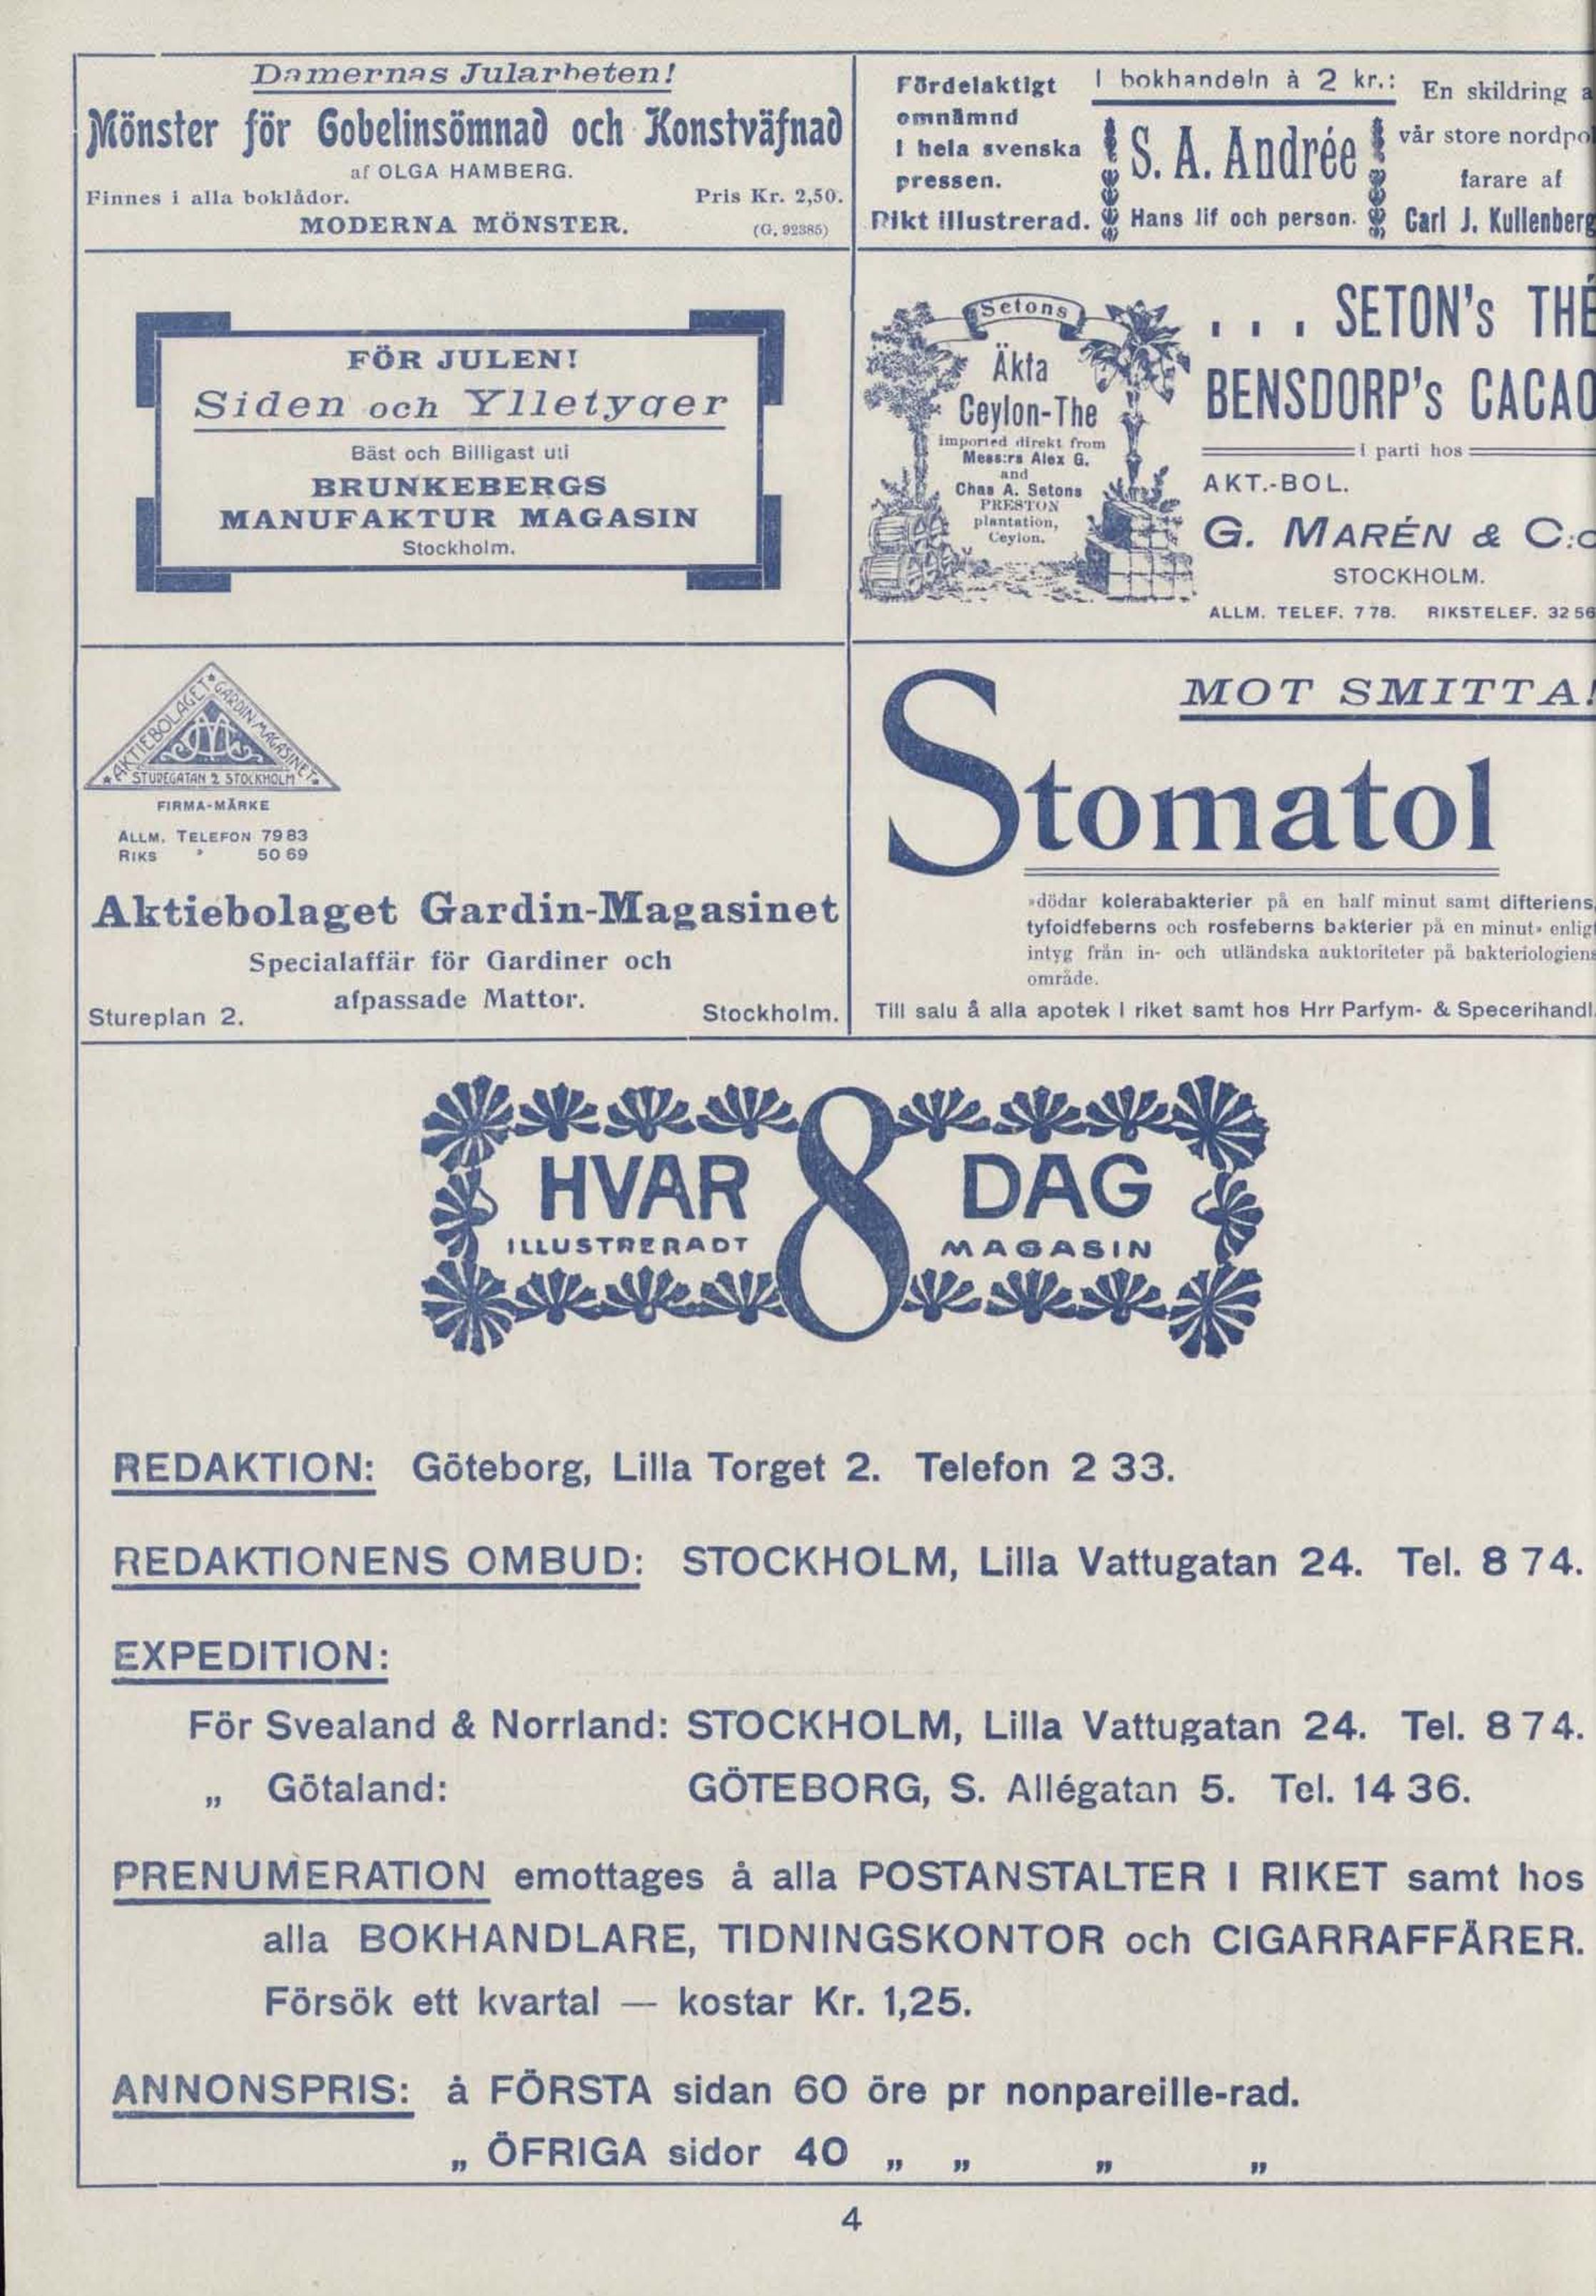 Damernas Jularbeten!
Mönster för Gobelinsömnad och Konstväfnad
af OLGA HAMBERG.
Finnes i alla boklådor. Pris Kr. 2,50.
MODERNA MÖNSTER. (G. 92385)
Fördelaktigt
omnämnd
i hela svenska
pressen.
Rikt illustrerad.
I bokhandeln à 2 kr.:
S. A. Andrée
Hans lif och person.
En skildring
vår store
farare af
Carl J.
FÖR JULEN!
Siden och Ylletyger
Bäst och Billigast uti
BRUNKEBERGS
MANUFAKTUR MAGASIN
Stockholm.
Setons
Äkta
Ceylon-The
imported direkt from
Mess:rs Alex G.
and
Chas A. Setons
PRESTON
plantation,
Ceylon.
. . . SETON's
BENSDORP's
i parti hos
AKT.-BOL.
G. MARÉN &
STOCKHOLM.
ALLM. TELEF. 7 78. RIKSTELEF. 32 56
AKTIEBOLAGET GARDIN-MAGASINET
STUREGATAN 2 STOCKHOLM
FIRMA-MÄRKE
ALLM. TELEFON 79 83
RIKS " 50 69
Aktiebolaget Gardin-Magasinet
Specialaffär för Gardiner och
afpassade Mattor.
Stureplan 2. Stockholm.
MOT SMITTA!
Stomatol
»dödar kolerabakterier på en half minut samt difteriens,
tyfoidfeberns och rosfeberns bakterier på en minut» enligt
intyg från in- och utländska auktoriteter på bakteriologiens
område.
Till salu å alla apotek i riket samt hos Hrr Parfym- & Specerihandl.
HVAR 8 DAG
ILLUSTRERADT MAGASIN
REDAKTION: Göteborg, Lilla Torget 2. Telefon 2 33.
REDAKTIONENS OMBUD: STOCKHOLM, Lilla Vattugatan 24. Tel. 8 74.
EXPEDITION:
För Svealand & Norrland: STOCKHOLM, Lilla Vattugatan 24. Tel. 8 74.
„ Götaland: GÖTEBORG, S. Allégatan 5. Tel. 14 36.
PRENUMERATION emottages å alla POSTANSTALTER I RIKET samt hos
alla BOKHANDLARE, TIDNINGSKONTOR och CIGARRAFFÄRER.
Försök ett kvartal — kostar Kr. 1,25.
ANNONSPRIS: å FÖRSTA sidan 60 öre pr nonpareille-rad.
„ ÖFRIGA sidor 40 „ „ „ „
4